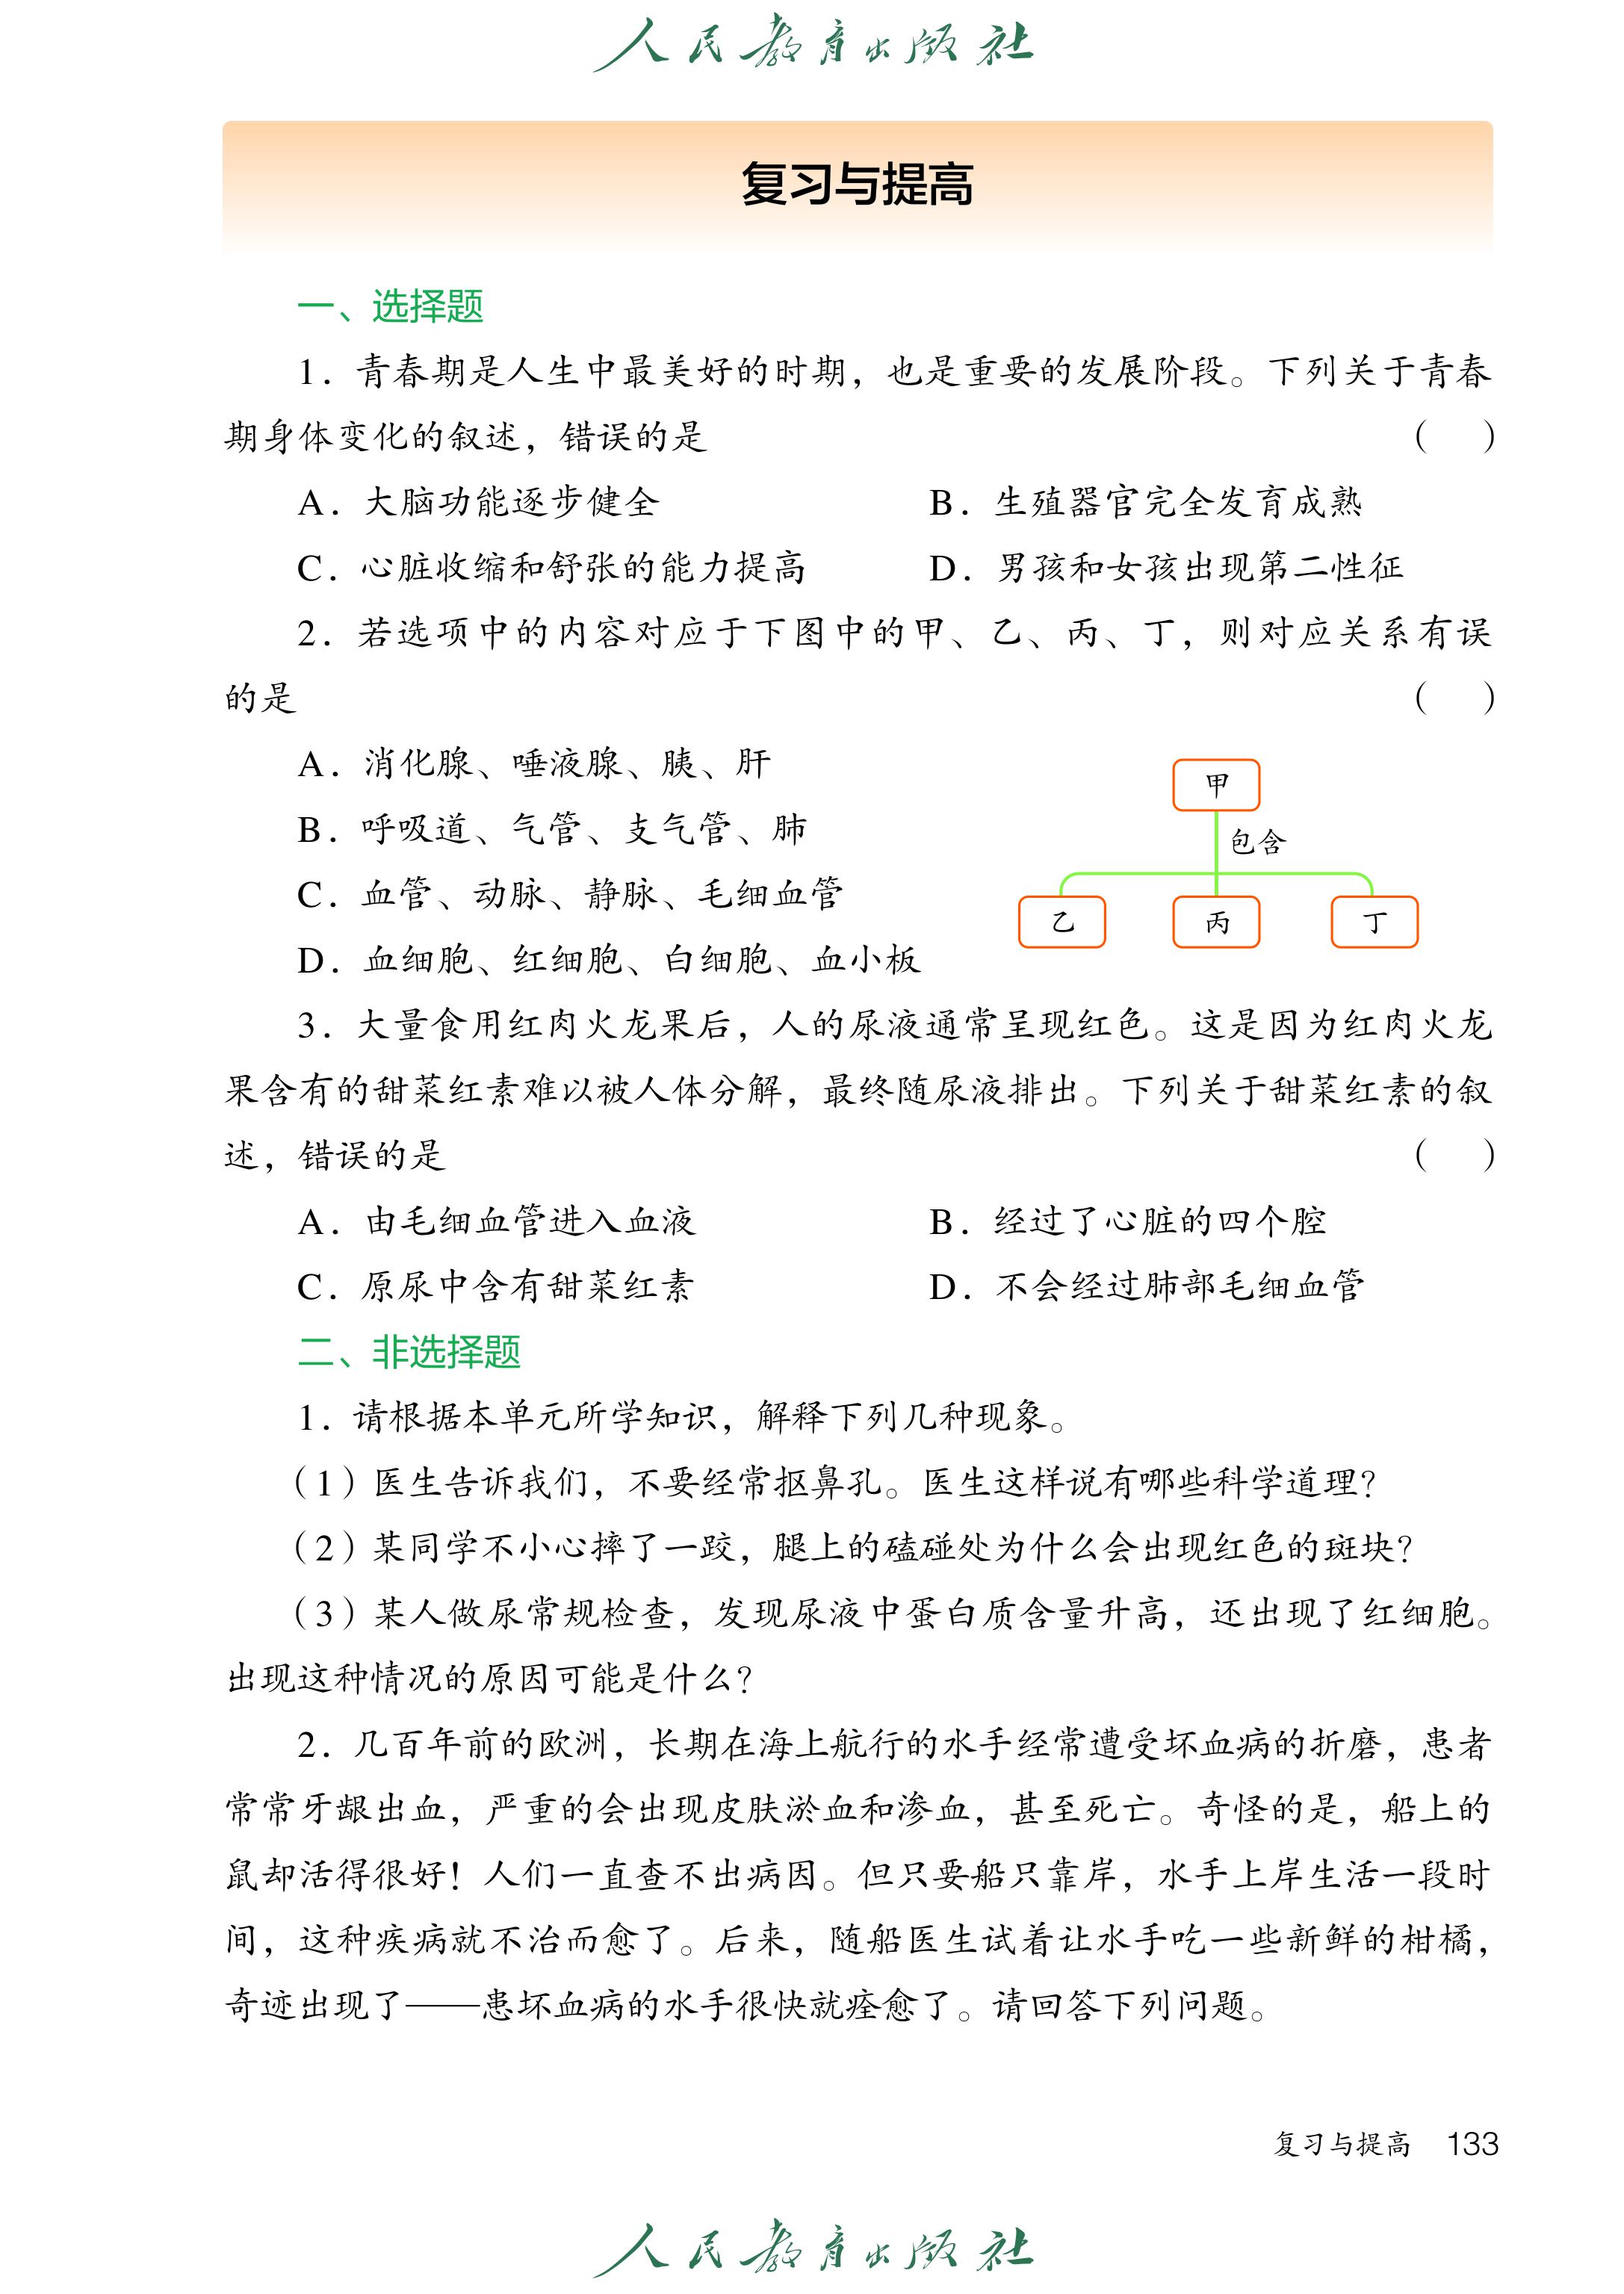 人民教育出版社
复习与提高
一、选择题
1. 青春期是人生中最美好的时期，也是重要的发展阶段。下列关于青春
期身体变化的叙述，错误的是 （ ）
A. 大脑功能逐步健全 B. 生殖器官完全发育成熟
C. 心脏收缩和舒张的能力提高 D. 男孩和女孩出现第二性征
2. 若选项中的内容对应于下图中的甲、乙、丙、丁，则对应关系有误
的是 （ ）
A. 消化腺、唾液腺、胰、肝
B. 呼吸道、气管、支气管、肺
C. 血管、动脉、静脉、毛细血管
D. 血细胞、红细胞、白细胞、血小板
甲
包含
乙 丙 丁
3. 大量食用红肉火龙果后，人的尿液通常呈现红色。这是因为红肉火龙
果含有的甜菜红素难以被人体分解，最终随尿液排出。下列关于甜菜红素的叙
述，错误的是 （ ）
A. 由毛细血管进入血液 B. 经过了心脏的四个腔
C. 原尿中含有甜菜红素 D. 不会经过肺部毛细血管
二、非选择题
1. 请根据本单元所学知识，解释下列几种现象。
（1）医生告诉我们，不要经常抠鼻孔。医生这样说有哪些科学道理？
（2）某同学不小心摔了一跤，腿上的磕碰处为什么会出现红色的斑块？
（3）某人做尿常规检查，发现尿液中蛋白质含量升高，还出现了红细胞。
出现这种情况的原因可能是什么？
2. 几百年前的欧洲，长期在海上航行的水手经常遭受坏血病的折磨，患者
常常牙龈出血，严重的会出现皮肤淤血和渗血，甚至死亡。奇怪的是，船上的
鼠却活得很好！人们一直查不出病因。但只要船只靠岸，水手上岸生活一段时
间，这种疾病就不治而愈了。后来，随船医生试着让水手吃一些新鲜的柑橘，
奇迹出现了——患坏血病的水手很快就痊愈了。请回答下列问题。
复习与提高 133
人民教育出版社